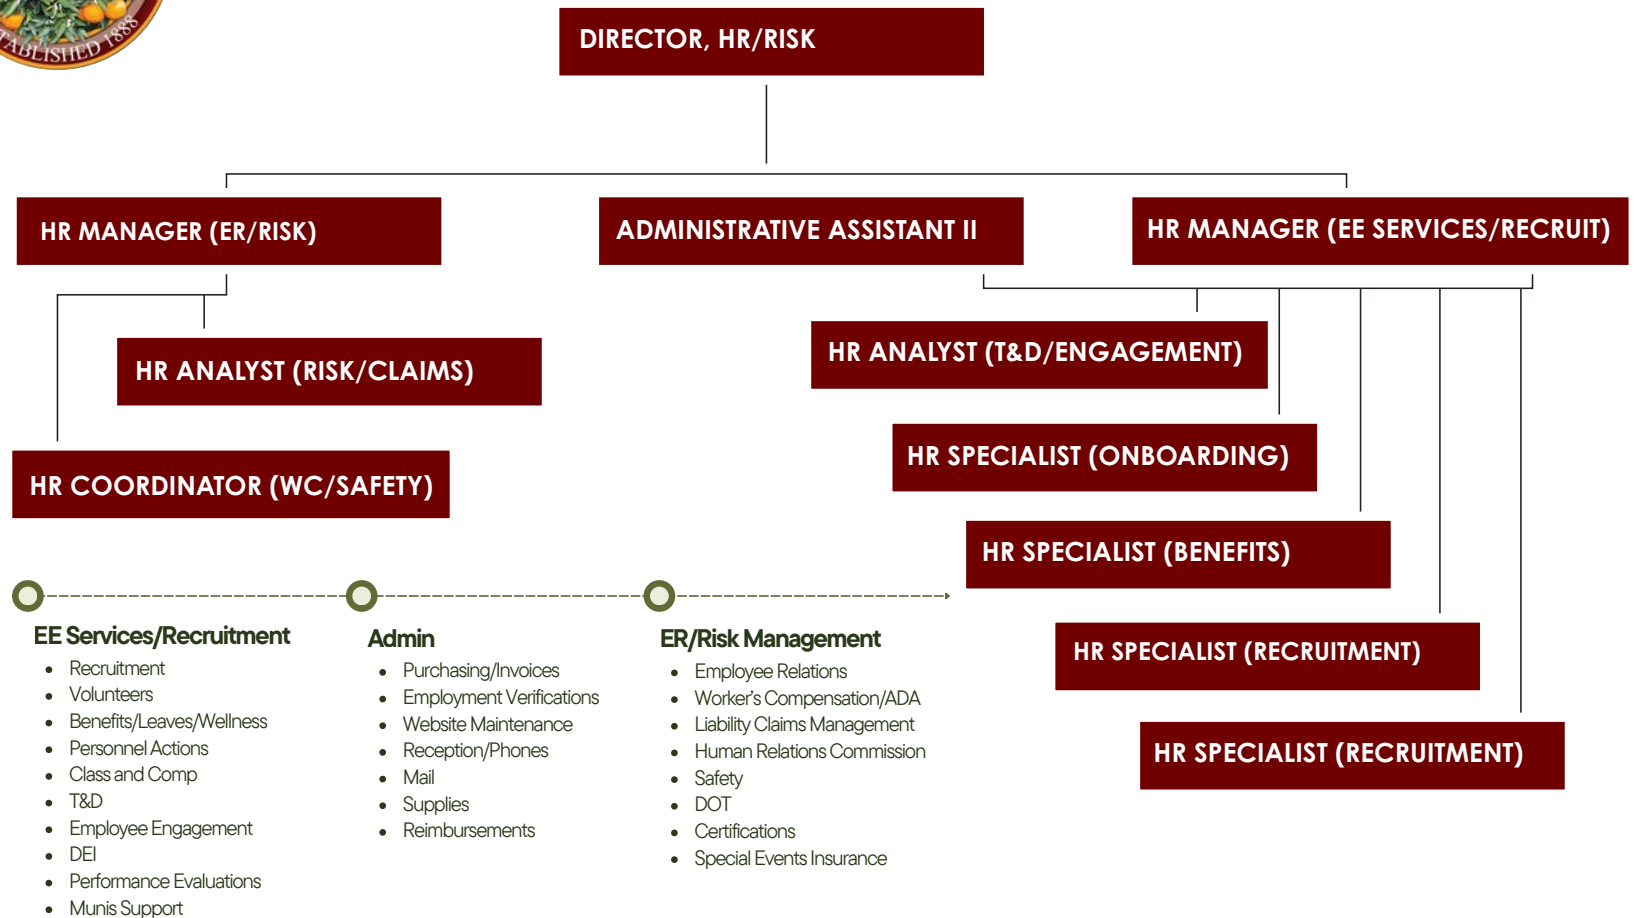 TABLISHED 1888
DIRECTOR, HR/RISK
HR MANAGER (ER/RISK)
ADMINISTRATIVE ASSISTANT II
HR MANAGER (EE SERVICES/RECRUIT)
HR ANALYST (RISK/CLAIMS)
HR ANALYST (T&D/ENGAGEMENT)
HR SPECIALIST (ONBOARDING)
HR COORDINATOR (WC/SAFETY)
HR SPECIALIST (BENEFITS)
HR SPECIALIST (RECRUITMENT)
HR SPECIALIST (RECRUITMENT)
EE Services/Recruitment
• Recruitment
• Volunteers
• Benefits/Leaves/Wellness
• Personnel Actions
• Class and Comp
• T&D
• Employee Engagement
• DEI
• Performance Evaluations
• Munis Support
Admin
• Purchasing/Invoices
• Employment Verifications
• Website Maintenance
• Reception/Phones
• Mail
• Supplies
• Reimbursements
ER/Risk Management
• Employee Relations
• Worker's Compensation/ADA
• Liability Claims Management
• Human Relations Commission
• Safety
• DOT
• Certifications
• Special Events Insurance